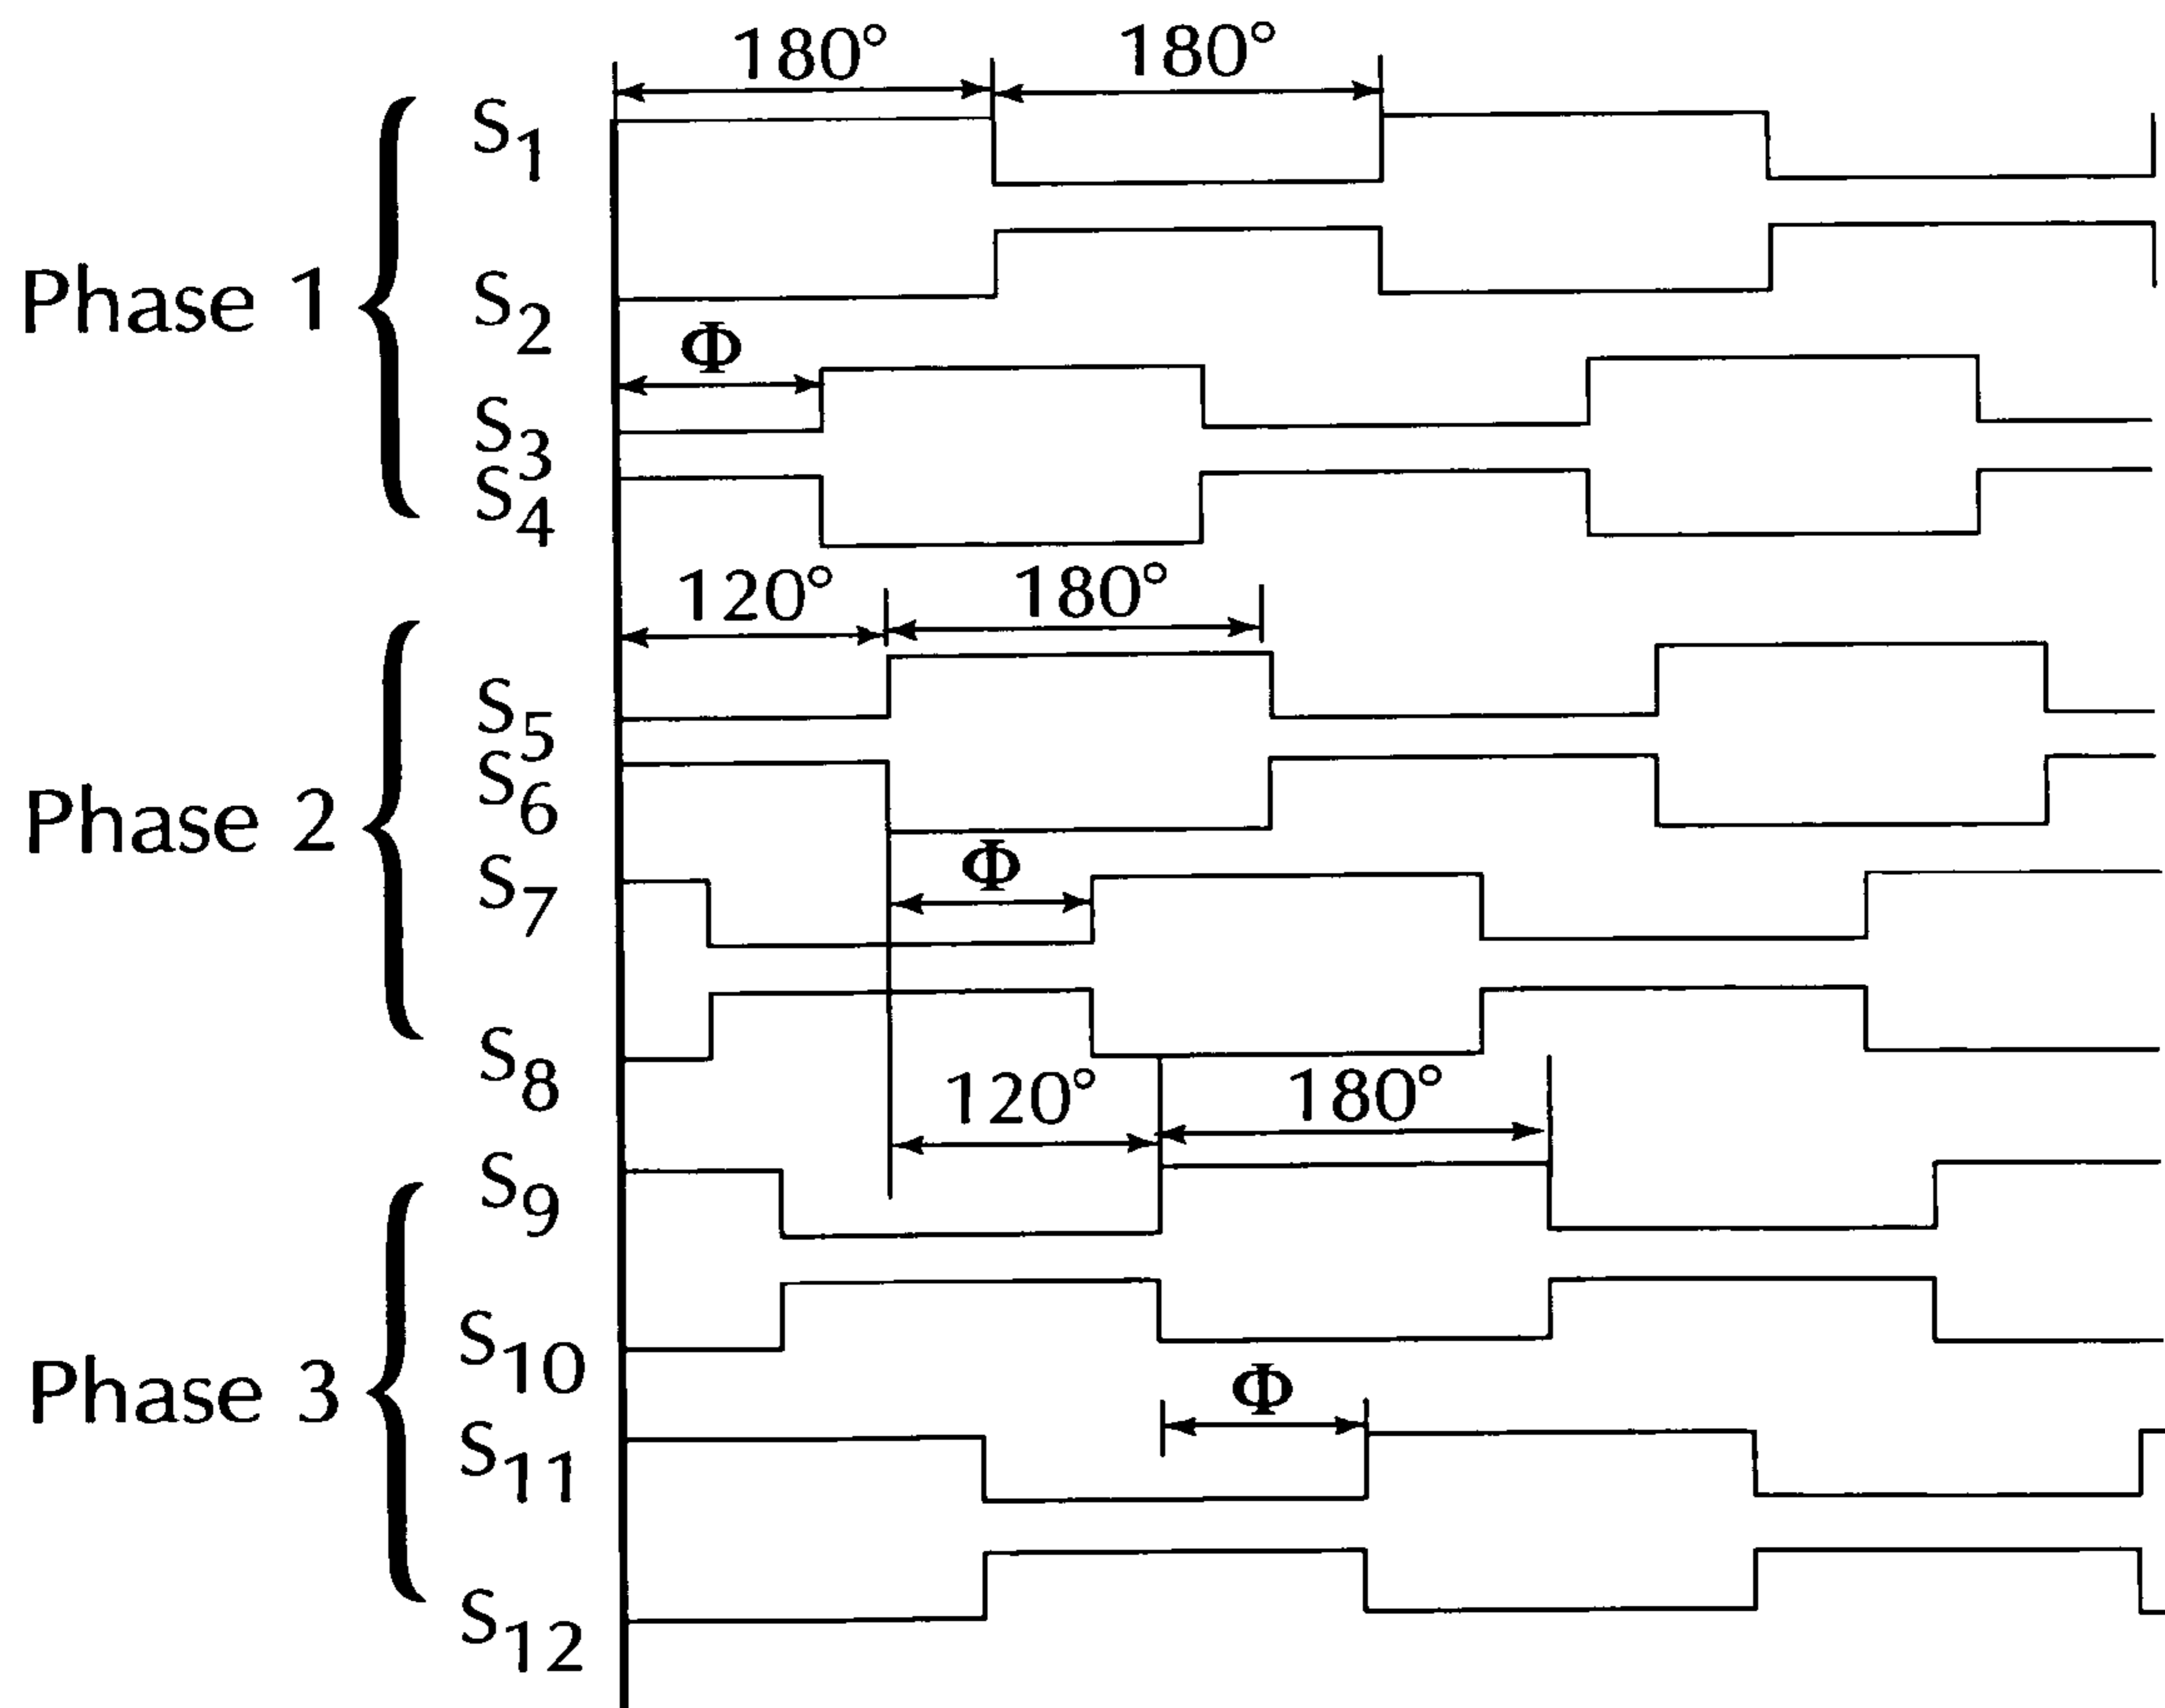 180° 180°
S1
Phase 1
S2
Φ
S3
S4
120° 180°
S5
S6
Phase 2
Φ
S7
S8
120° 180°
S9
S10
Phase 3
Φ
S11
S12